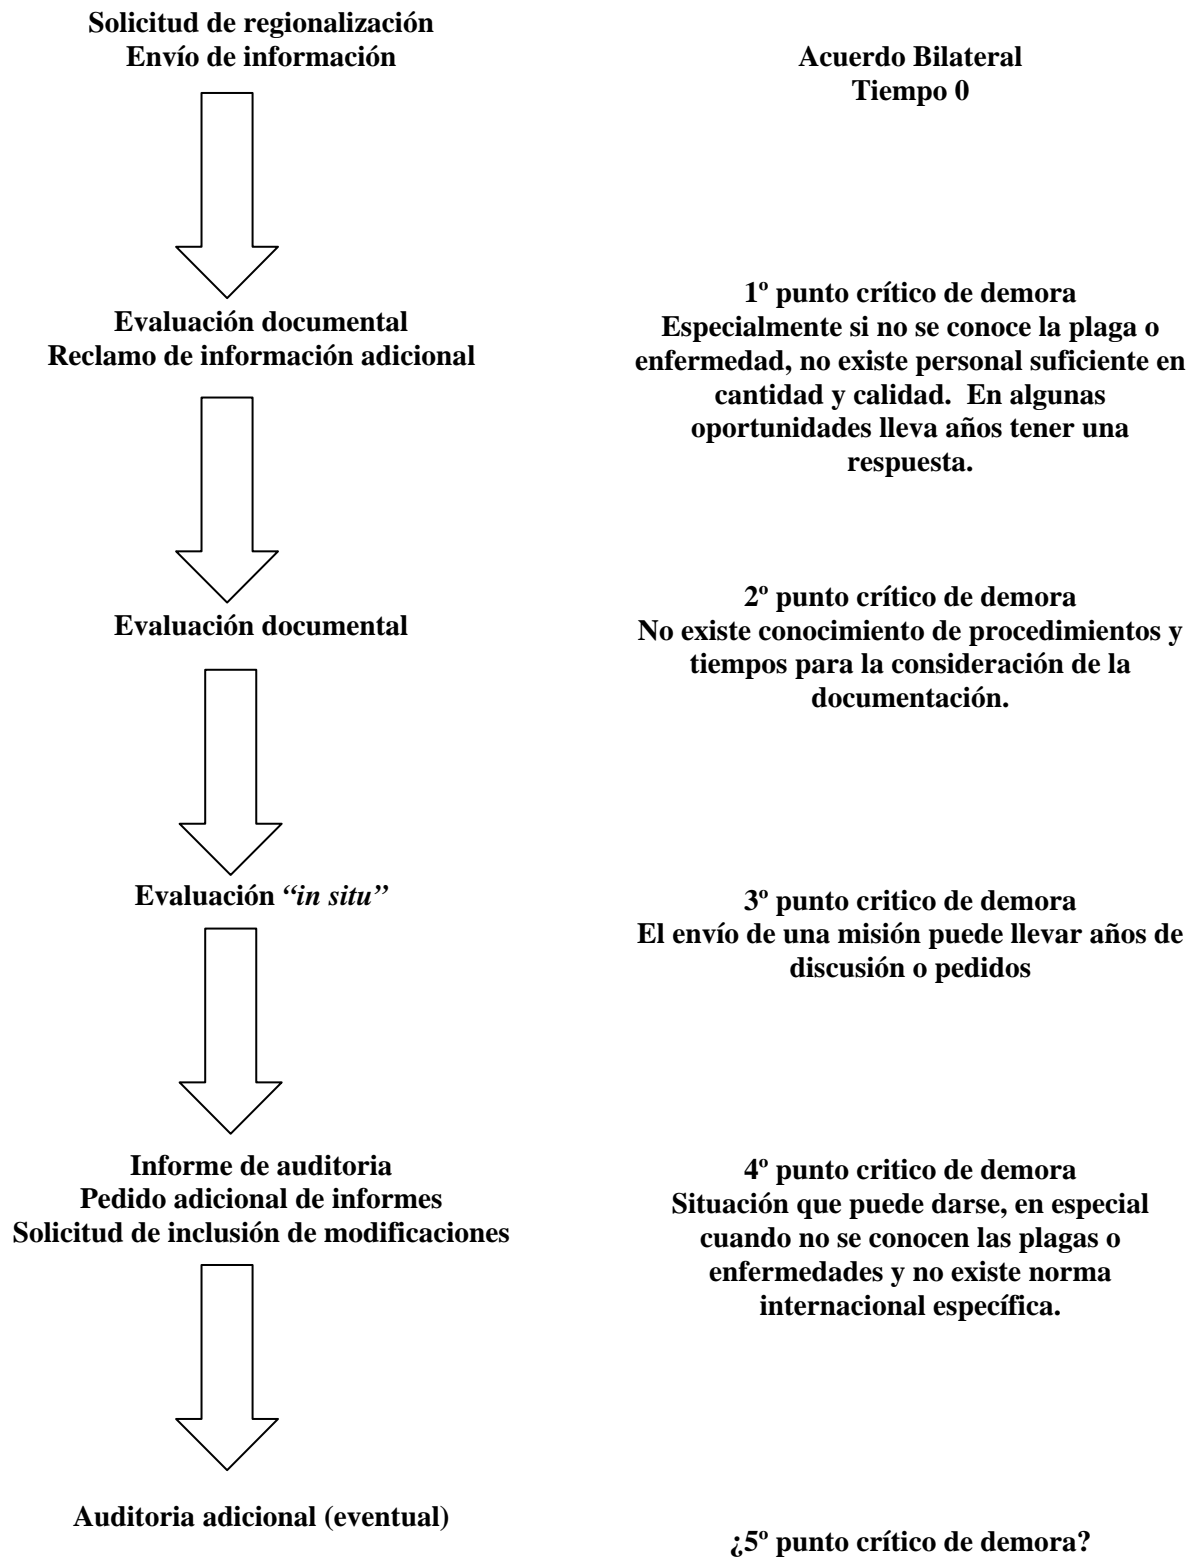 Solicitud de regionalización
Envío de información
Acuerdo Bilateral
Tiempo 0
Evaluación documental
Reclamo de información adicional
1º punto crítico de demora
Especialmente si no se conoce la plaga o
enfermedad, no existe personal suficiente en
cantidad y calidad.  En algunas
oportunidades lleva años tener una
respuesta.
Evaluación documental
2º punto crítico de demora
No existe conocimiento de procedimientos y
tiempos para la consideración de la
documentación.
Evaluación “in situ”
3º punto critico de demora
El envío de una misión puede llevar años de
discusión o pedidos
Informe de auditoria
Pedido adicional de informes
Solicitud de inclusión de modificaciones
4º punto critico de demora
Situación que puede darse, en especial
cuando no se conocen las plagas o
enfermedades y no existe norma
internacional específica.
Auditoria adicional (eventual)
¿5º punto crítico de demora?